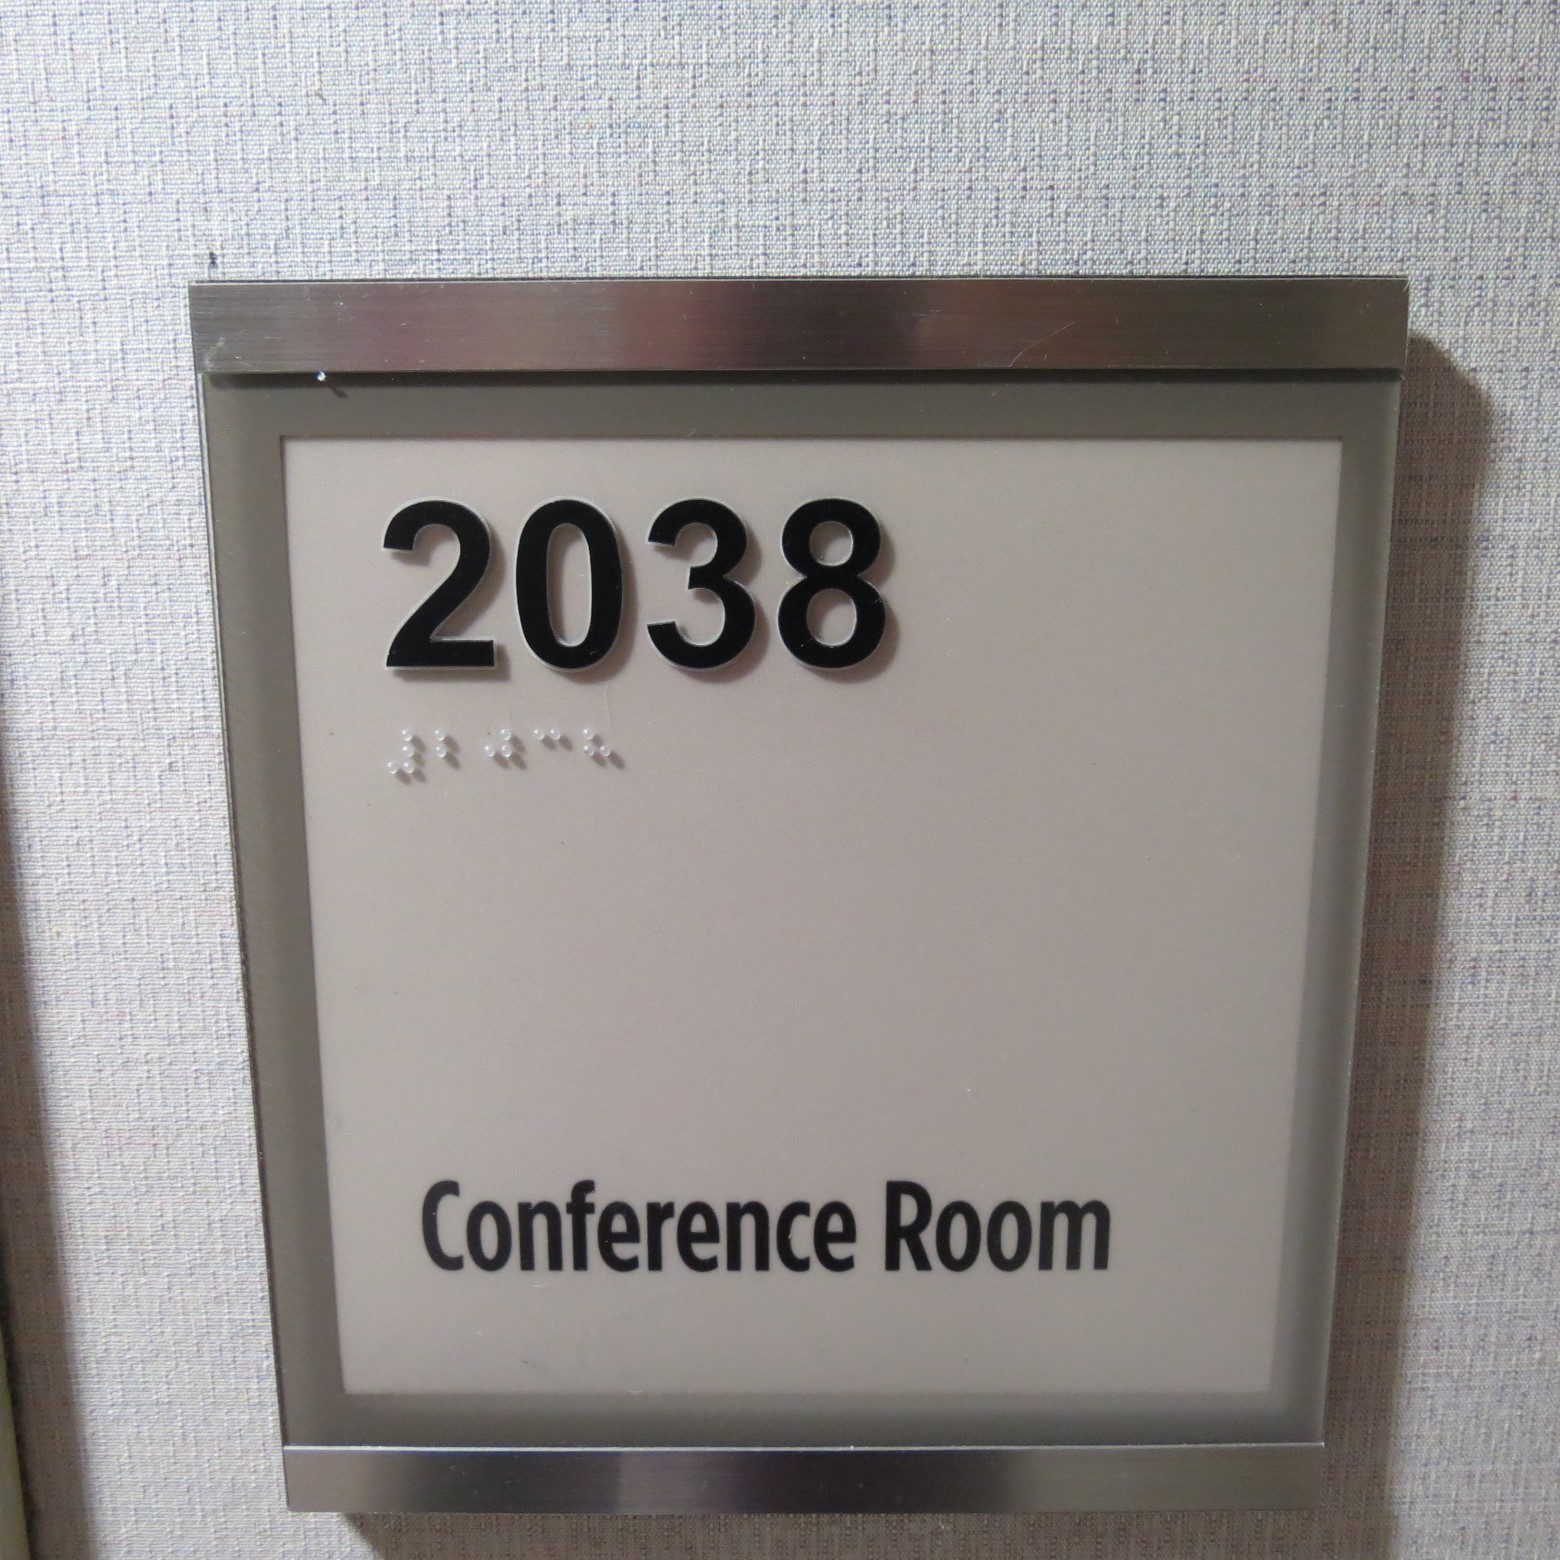 2038
⠼⠃⠚⠉⠓
Conference Room